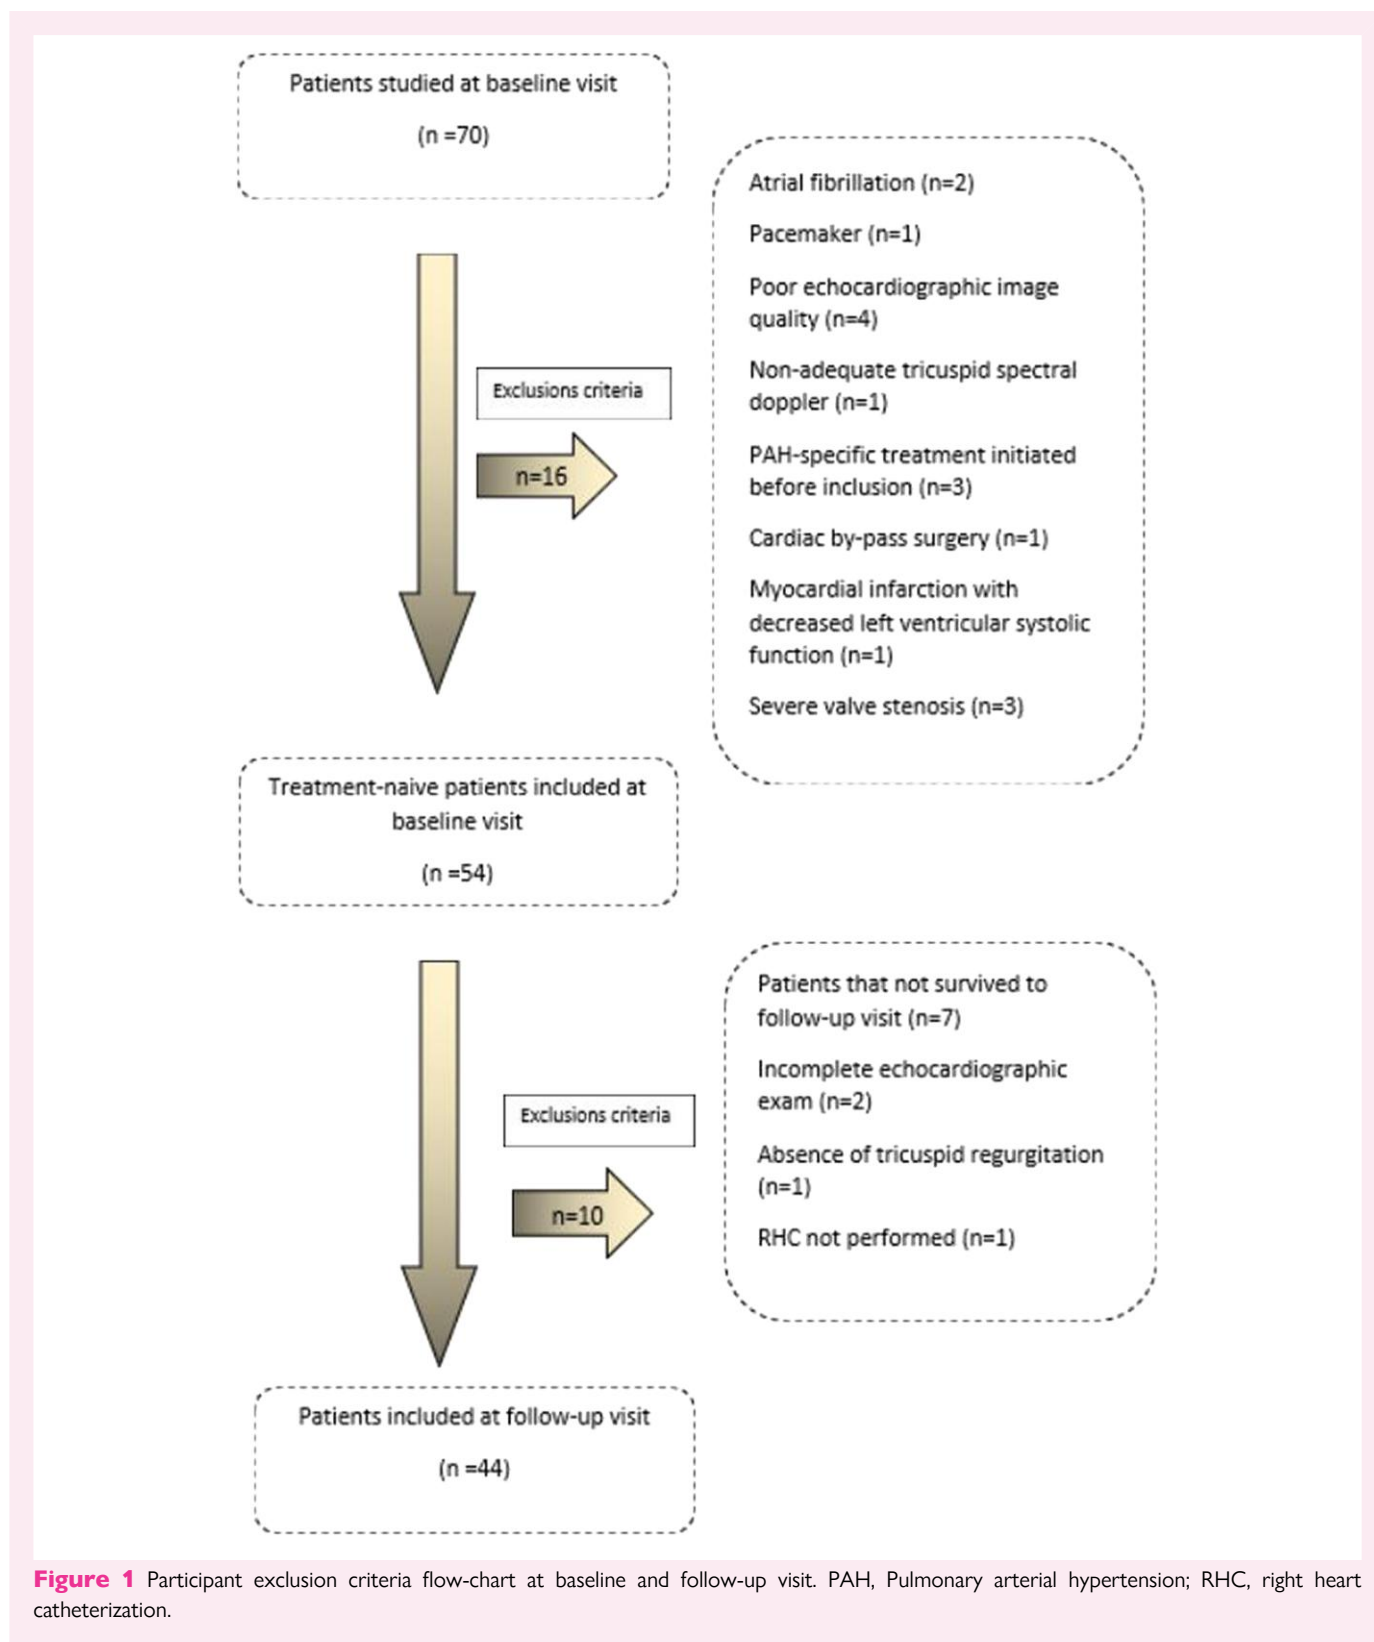 Patients studied at baseline visit
(n =70)
Atrial fibrillation (n=2)
Pacemaker (n=1)
Poor echocardiographic image
quality (n=4)
Non-adequate tricuspid spectral
doppler (n=1)
PAH-specific treatment initiated
before inclusion (n=3)
Cardiac by-pass surgery (n=1)
Myocardial infarction with
decreased left ventricular systolic
function (n=1)
Severe valve stenosis (n=3)
Exclusions criteria
n=16
Treatment-naive patients included at
baseline visit
(n =54)
Patients that not survived to
follow-up visit (n=7)
Incomplete echocardiographic
exam (n=2)
Absence of tricuspid regurgitation
(n=1)
RHC not performed (n=1)
Exclusions criteria
n=10
Patients included at follow-up visit
(n =44)
Figure 1 Participant exclusion criteria flow-chart at baseline and follow-up visit. PAH, Pulmonary arterial hypertension; RHC, right heart
catheterization.